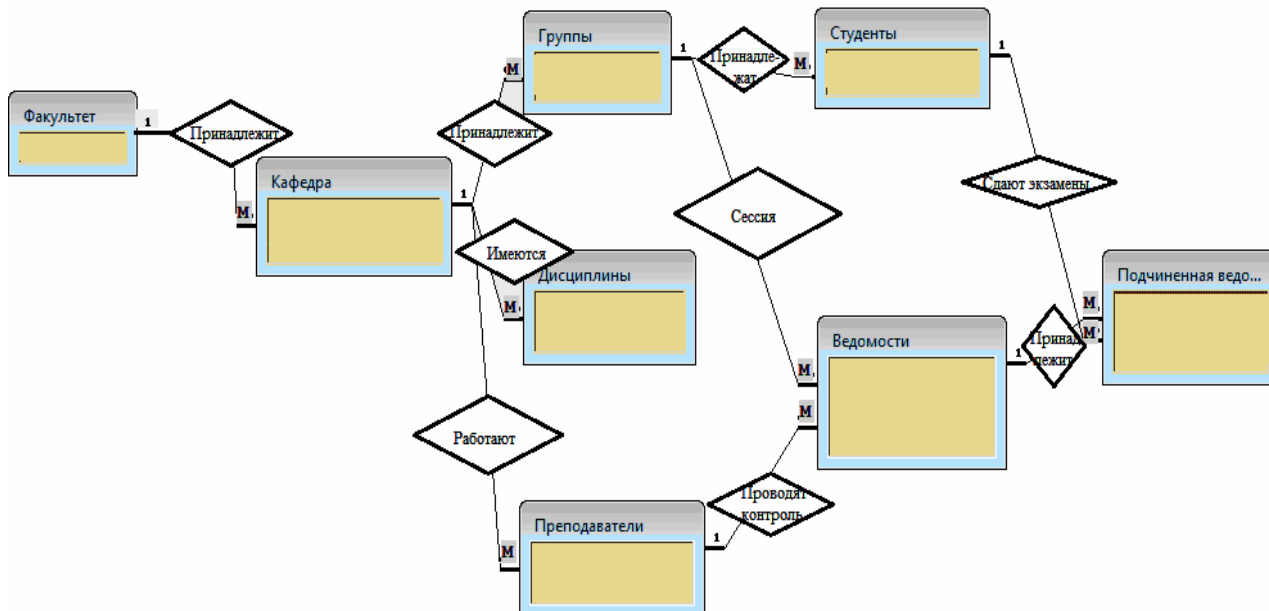 Группы
1
Принадле-
жат
М
Студенты
1
М
Факультет
1
Принадлежит
Принадлежит
М
Кафедра
1
Сдают экзамены
Сессия
Имеются
М
Дисциплины
Подчиненная ведо...
М
М
Ведомости
1
Принад
лежит
М
М
Работают
Проводят
контроль
Преподаватели
1
М